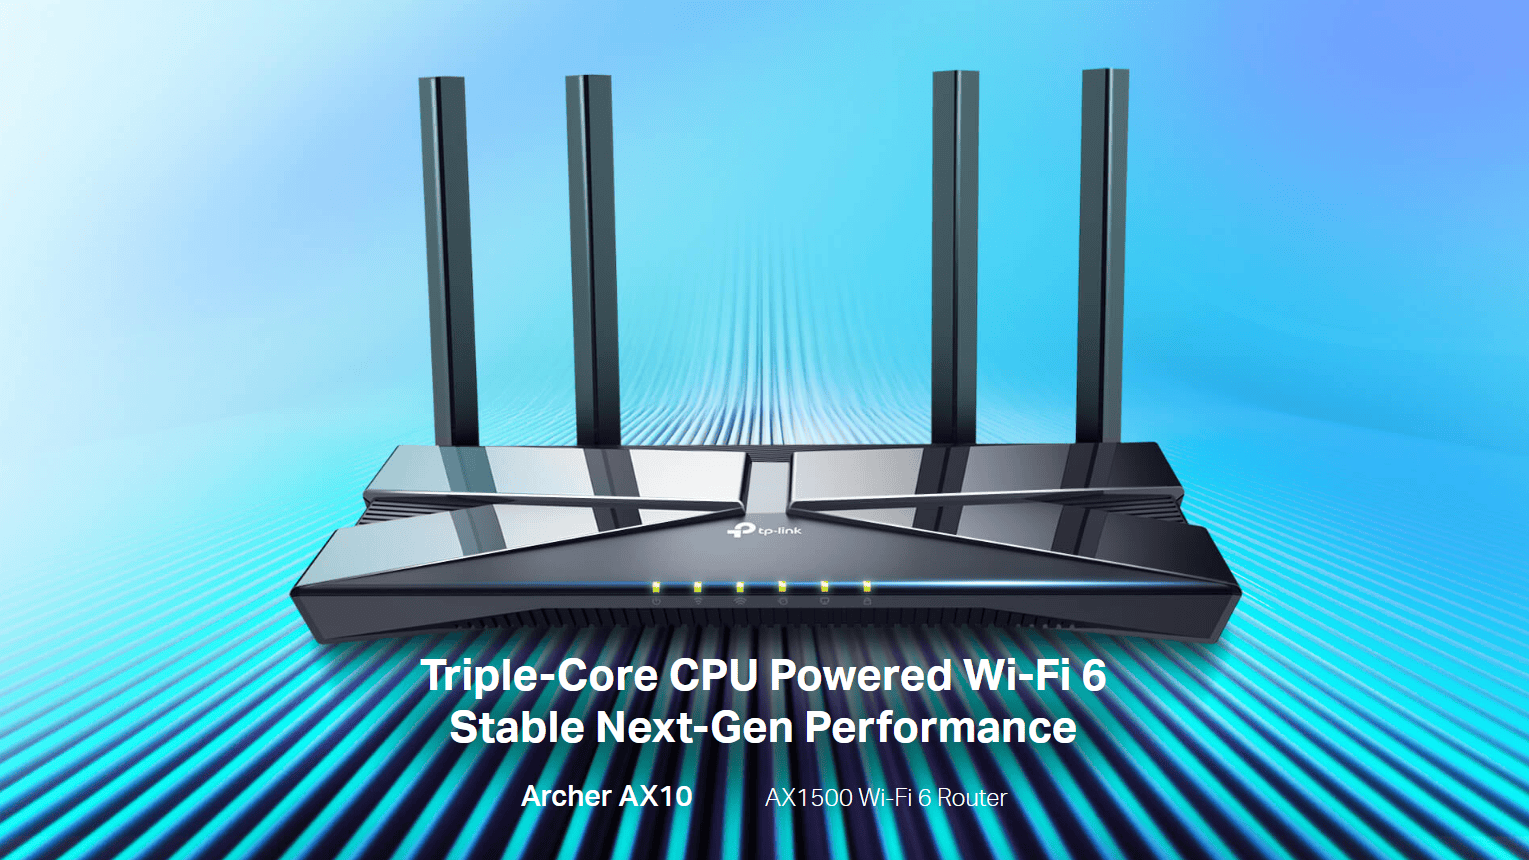 tp-link
Triple-Core CPU Powered Wi-Fi 6
Stable Next-Gen Performance
Archer AX10 AX1500 Wi-Fi 6 Router